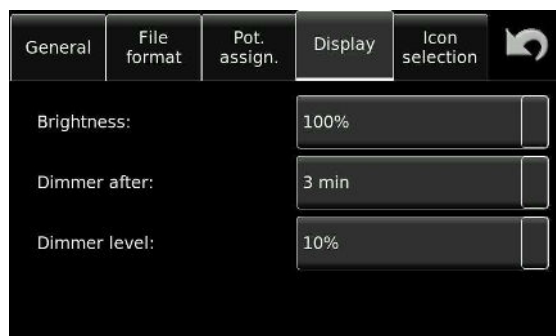 General
File
format
Pot.
assign.
Display
Icon
selection
Brightness:
100%
Dimmer after:
3 min
Dimmer level:
10%